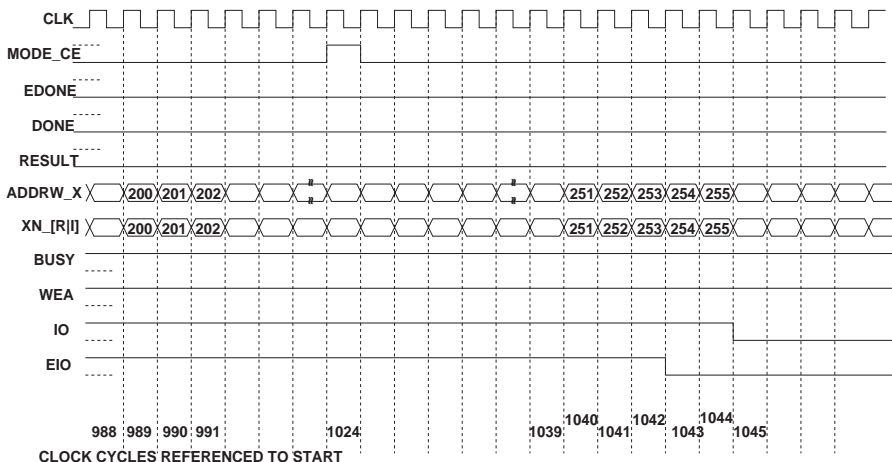 CLK
MODE_CE
EDONE
DONE
RESULT
ADDRW_X 200 201 202 251 252 253 254 255
XN_[R|I] 200 201 202 251 252 253 254 255
BUSY
WEA
IO
EIO
988 989 990 991 1024 1039 1040 1041 1042 1043 1044 1045
CLOCK CYCLES REFERENCED TO START